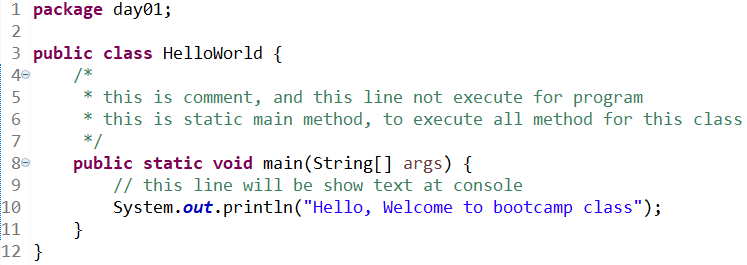 1 package day01;
2
3 public class HelloWorld {
4     /*
5      * this is comment, and this line not execute for program
6      * this is static main method, to execute all method for this class
7      */
8     public static void main(String[] args) {
9         // this line will be show text at console
10         System.out.println("Hello, Welcome to bootcamp class");
11     }
12 }